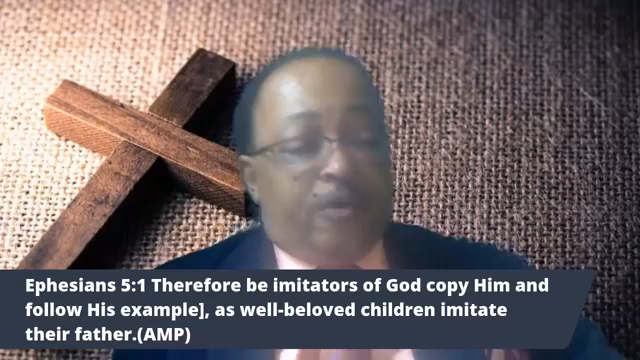 Ephesians 5:1 Therefore be imitators of God copy Him and
follow His example], as well-beloved children imitate
their father.(AMP)